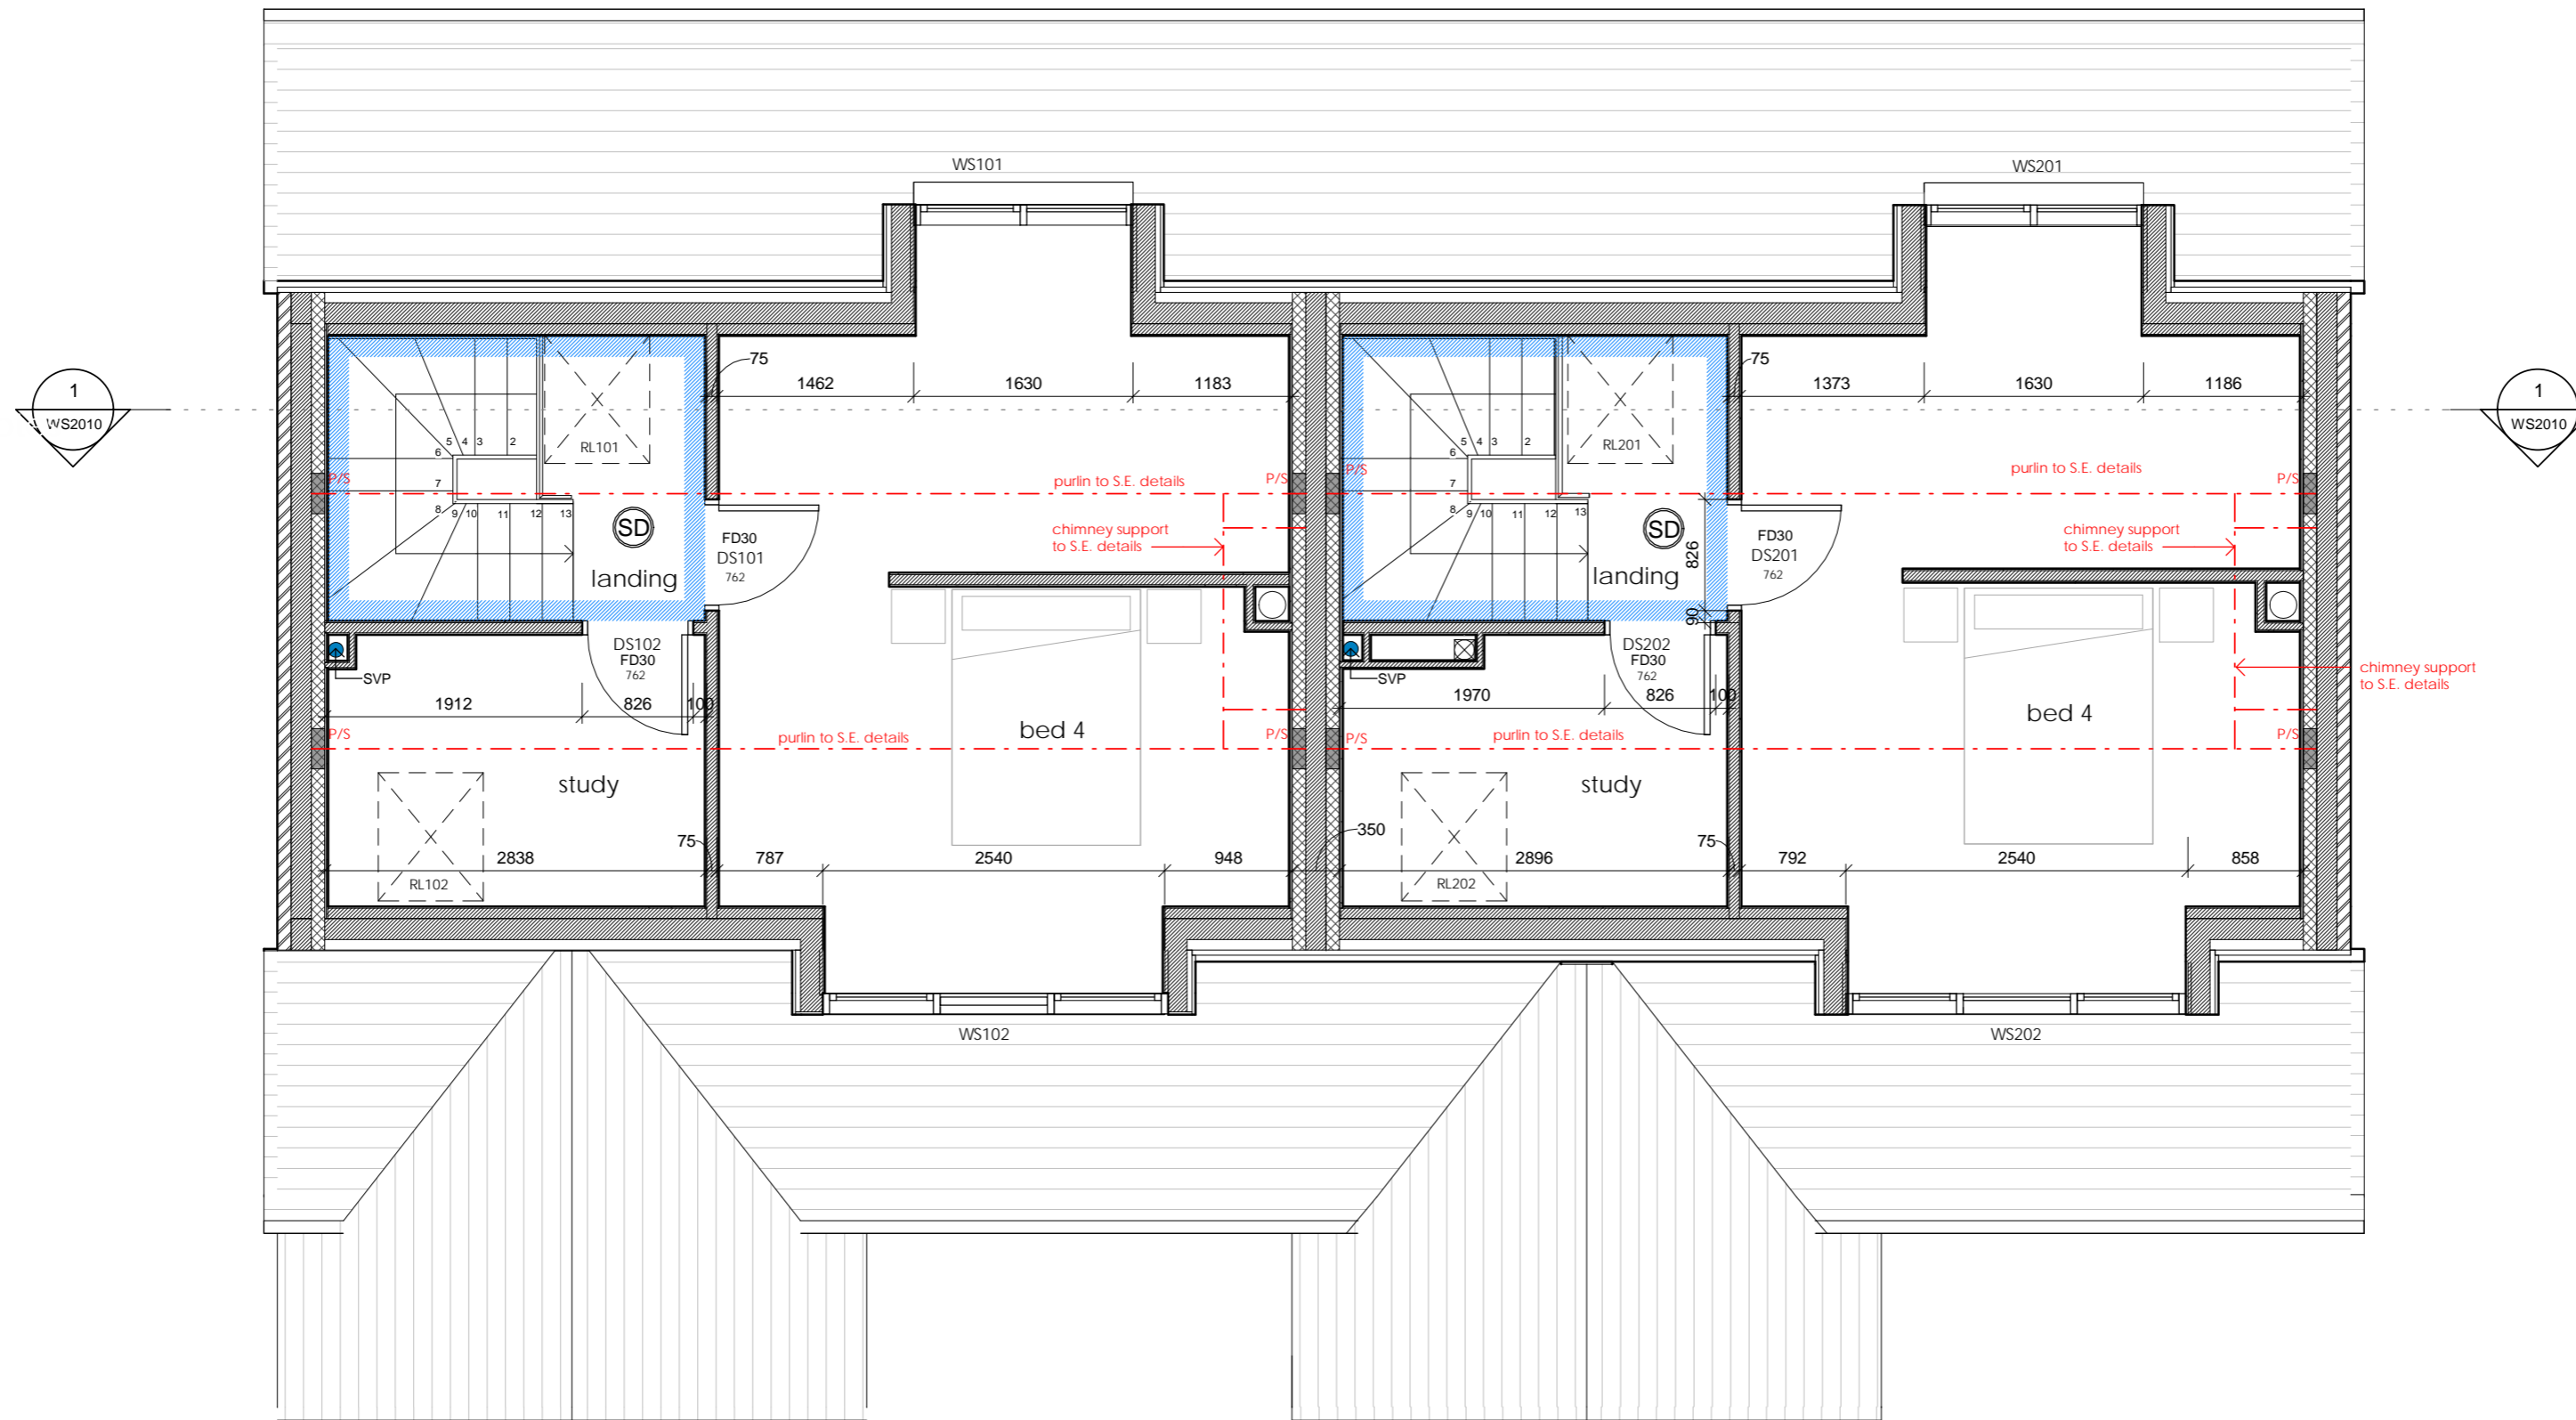 WS101
WS201
75
1462
1630
1183
75
1373
1630
1186
1
WS2010
1
WS2010
RL101
RL201
5 4 3 2
6
7
8 9 10 11 12 13
5 4 3 2
6
7
8 9 10 11 12 13
P/S
purlin to S.E. details
P/S
P/S
purlin to S.E. details
P/S
SD
landing
FD30
DS101
762
chimney support
to S.E. details
SD
landing
826
90
FD30
DS201
762
chimney support
to S.E. details
DS102
FD30
762
SVP
1912
826
100
DS202
FD30
762
SVP
1970
826
100
chimney support
to S.E. details
bed 4
bed 4
P/S
purlin to S.E. details
P/S
P/S
purlin to S.E. details
P/S
study
study
350
75
75
2838
787
2540
948
2896
792
2540
858
RL102
RL202
WS102
WS202